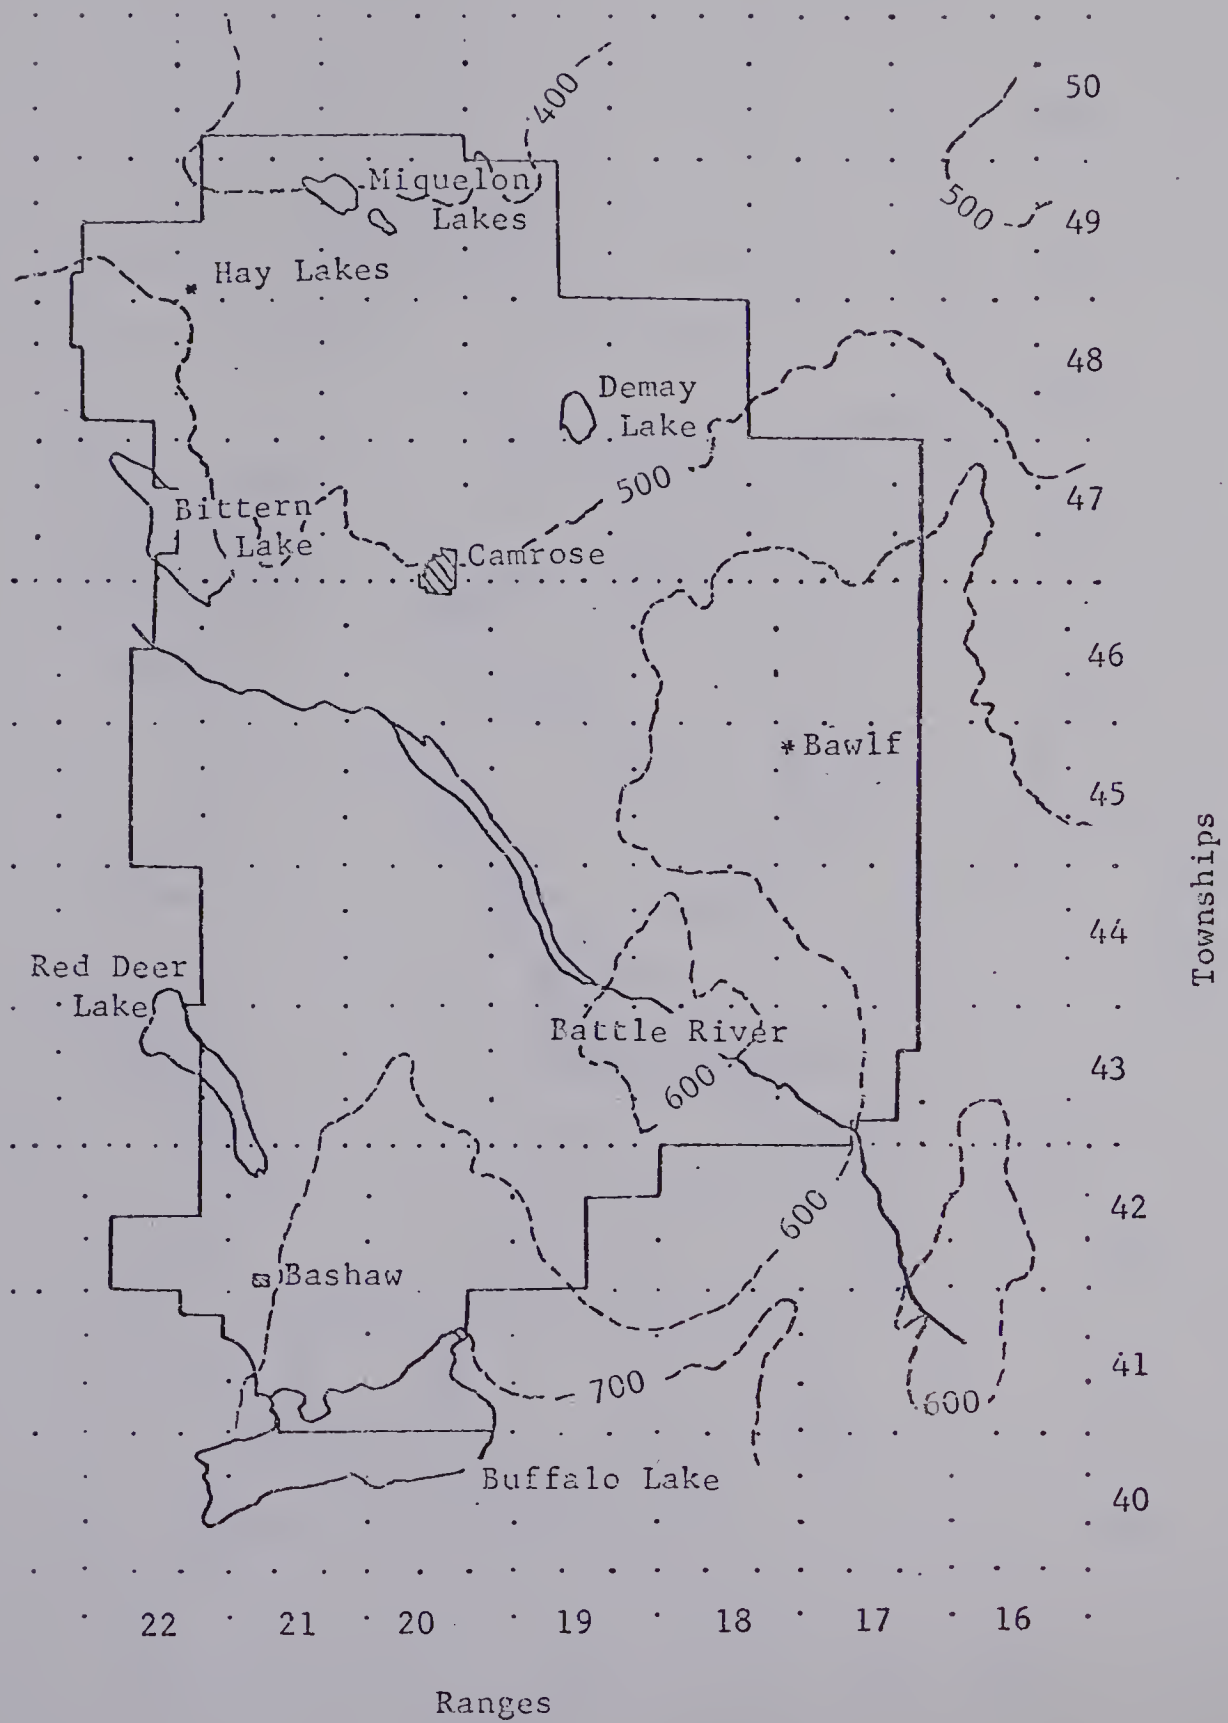 50
400
Miquelon
Lakes
500
49
Hay Lakes
48
Demay
Lake
500
47
Bittern
Lake
Camrose
46
*Bawlf
45
Townships
44
Red Deer
Lake
Battle River
600
43
600
42
Bashaw
41
700
600
Buffalo Lake
40
22 21 20 19 18 17 16
Ranges